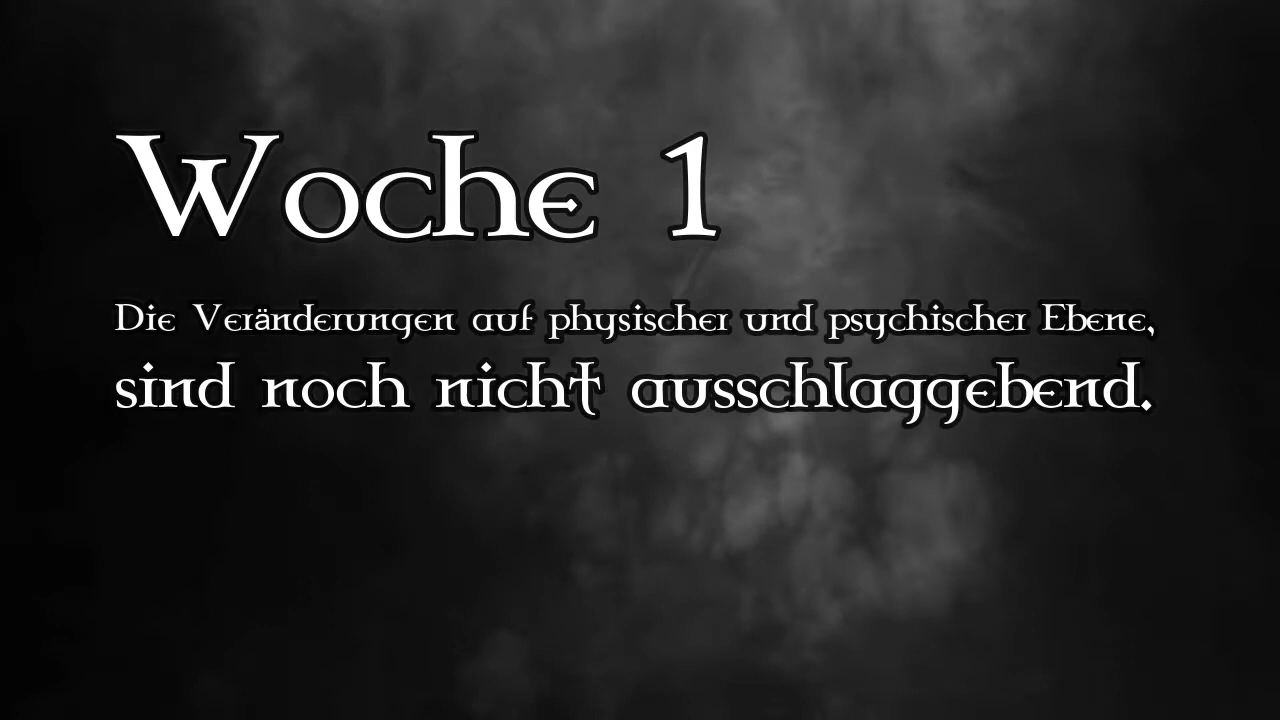 Woche 1
Die Veränderungen auf physischer und psychischer Ebene,
sind noch nicht ausschlaggebend.